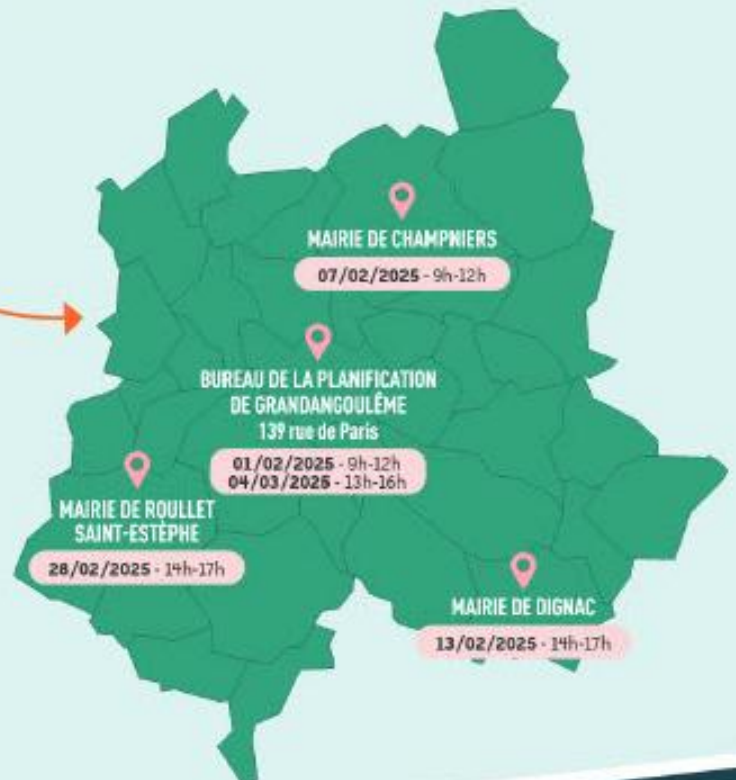 MAIRIE DE CHAMPNIERS
07/02/2025 - 9h-12h
BUREAU DE LA PLANIFICATION
DE GRANDANGOULÊME
139 rue de Paris
01/02/2025 - 9h-12h
04/03/2025 - 13h-16h
MAIRIE DE ROULLET
SAINT-ESTÈPHE
28/02/2025 - 14h-17h
MAIRIE DE DIGNAC
13/02/2025 - 14h-17h